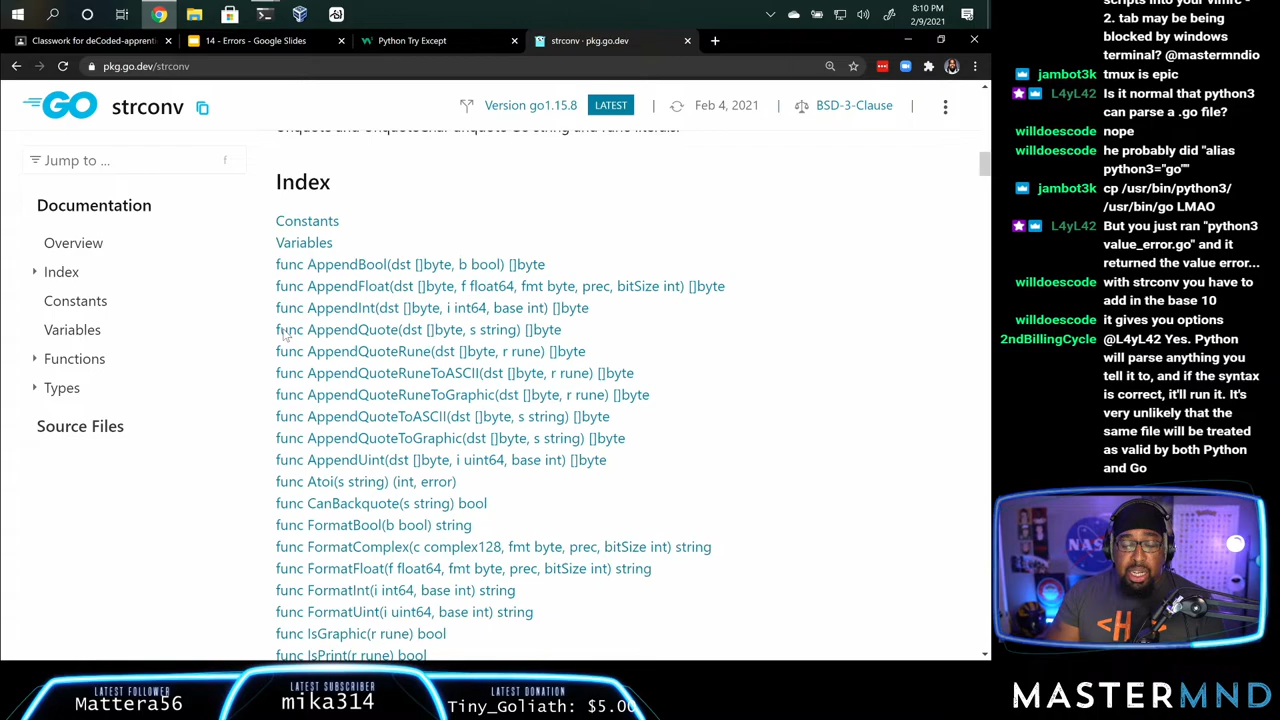 8:10 PM
2/9/2021
Classwork for deCoded-apprent
14 - Errors - Google Slides
Python Try Except
strconv · pkg.go.dev
pkg.go.dev/strconv
GO
strconv
Version go1.15.8
LATEST
Feb 4, 2021
BSD-3-Clause
Unquote and UnquoteChar unquote Go string and rune literals.
Jump to ...
f
Documentation
Overview
Index
Constants
Variables
Functions
Types
Source Files
Index
Constants
Variables
func AppendBool(dst []byte, b bool) []byte
func AppendFloat(dst []byte, f float64, fmt byte, prec, bitSize int) []byte
func AppendInt(dst []byte, i int64, base int) []byte
func AppendQuote(dst []byte, s string) []byte
func AppendQuoteRune(dst []byte, r rune) []byte
func AppendQuoteRuneToASCII(dst []byte, r rune) []byte
func AppendQuoteRuneToGraphic(dst []byte, r rune) []byte
func AppendQuoteToASCII(dst []byte, s string) []byte
func AppendQuoteToGraphic(dst []byte, s string) []byte
func AppendUint(dst []byte, i uint64, base int) []byte
func Atoi(s string) (int, error)
func CanBackquote(s string) bool
func FormatBool(b bool) string
func FormatComplex(c complex128, fmt byte, prec, bitSize int) string
func FormatFloat(f float64, fmt byte, prec, bitSize int) string
func FormatInt(i int64, base int) string
func FormatUint(i uint64, base int) string
func IsGraphic(r rune) bool
func IsPrint(r rune) bool
scripts into your vimrc -
2. tab may be being
blocked by windows
terminal? @mastermndio
jambot3k tmux is epic
L4yL42 Is it normal that python3
can parse a .go file?
willdoescode nope
willdoescode he probably did "alias
python3="go""
jambot3k cp /usr/bin/python3/
/usr/bin/go LMAO
L4yL42 But you just ran "python3
value_error.go" and it
returned the value error...
willdoescode with strconv you have to
add in the base 10
willdoescode it gives you options
2ndBillingCycle @L4yL42 Yes. Python
will parse anything you
tell it to, and if the syntax
is correct, it'll run it. It's
very unlikely that the
same file will be treated
as valid by both Python
and Go
NASA
<H
LATEST FOLLOWER
Mattera56
LATEST SUBSCRIBER
mika314
LATEST DONATION
Tiny_Goliath: $5.00
MASTERMND